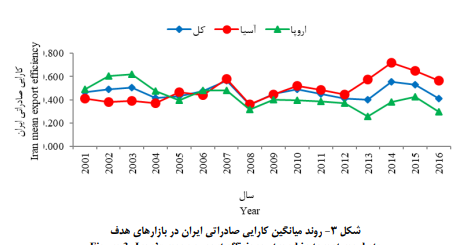 کل آسیا اروپا
0,800
0,600
0,400
0,200
0,000
کارایی صادراتی ایران
Iran mean export efficiency
2001 2002 2003 2004 2005 2006 2007 2008 2009 2010 2011 2012 2013 2014 2015 2016
سال
Year
شکل ۳- روند میانگین کارایی صادراتی ایران در بازارهای هدف